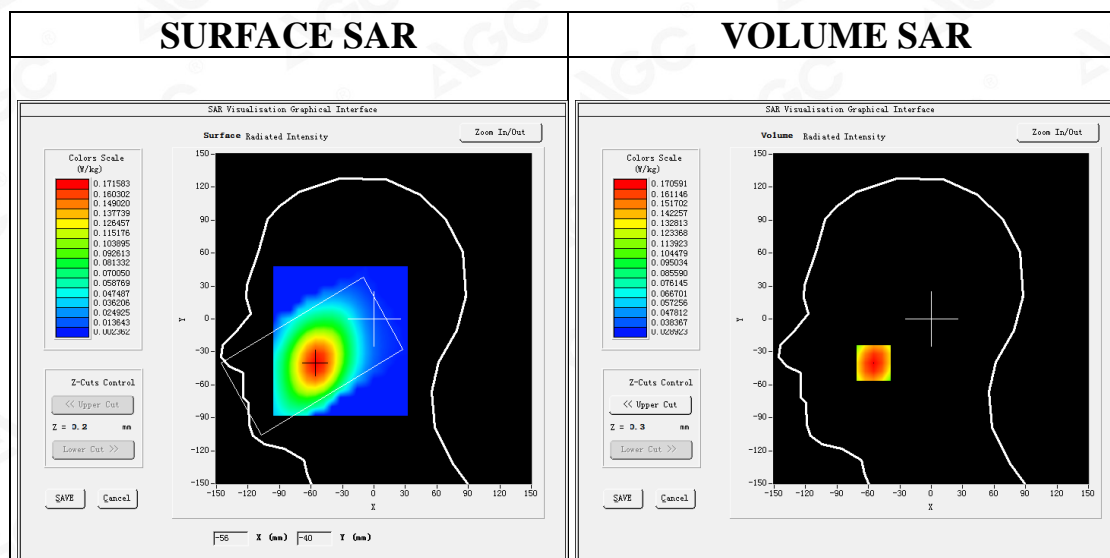 SURFACE SAR
VOLUME SAR
SAR Visualisation Graphical Interface
Surface Radiated Intensity
Zoom In/Out
Colors Scale
(W/kg)
0.171583
0.160302
0.149020
0.137739
0.126457
0.115176
0.103895
0.092613
0.081332
0.070050
0.058769
0.047487
0.036206
0.024925
0.013643
0.002362
Z-Cuts Control
<< Upper Cut
Z = 0.2 mm
Lower Cut >>
SAVE
Cancel
150
120
90
60
30
0
-30
-60
-90
-120
-150
Y
-150 -120 -90 -60 -30 0 30 60 90 120 150
X
-56 X (mm) -40 Y (mm)
SAR Visualisation Graphical Interface
Volume Radiated Intensity
Zoom In/Out
Colors Scale
(W/kg)
0.170591
0.161146
0.151702
0.142257
0.132813
0.123368
0.113923
0.104479
0.095034
0.085590
0.076145
0.066701
0.057256
0.047812
0.038367
0.028923
Z-Cuts Control
<< Upper Cut
Z = 0.3 mm
Lower Cut >>
SAVE
Cancel
150
120
90
60
30
0
-30
-60
-90
-120
-150
Y
-150 -120 -90 -60 -30 0 30 60 90 120 150
X